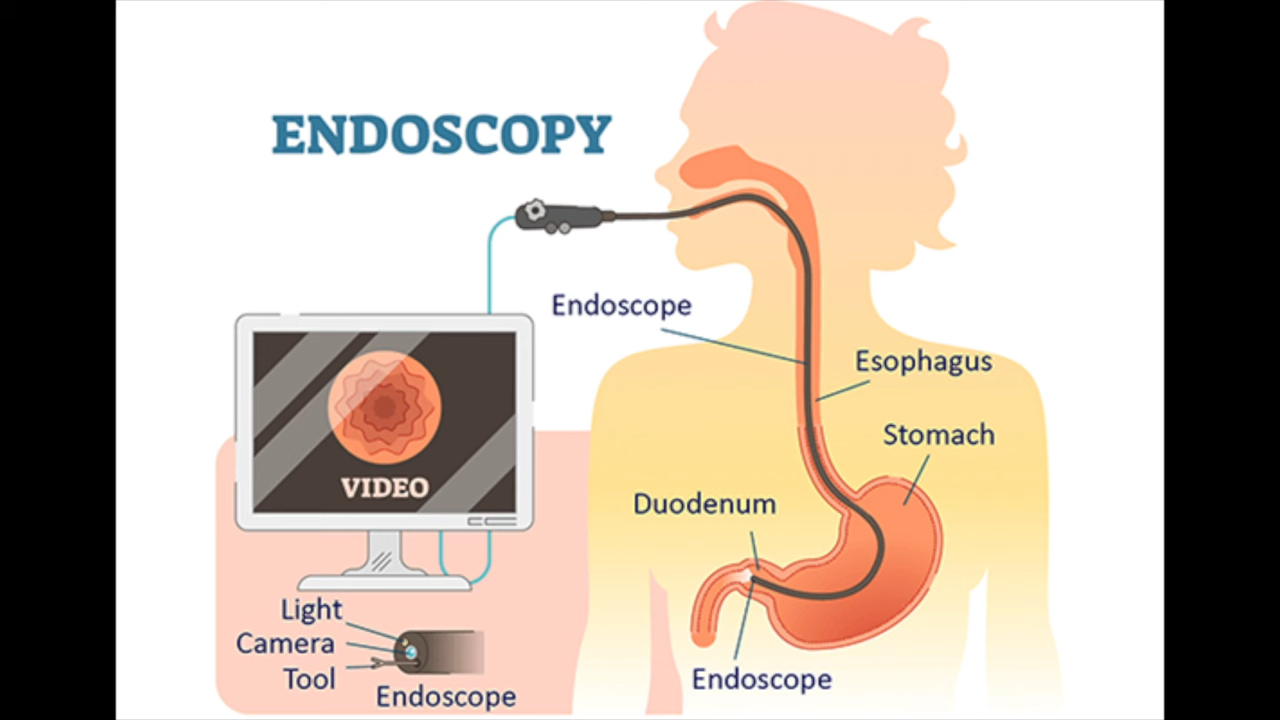 ENDOSCOPY
Endoscope
Esophagus
Stomach
Duodenum
VIDEO
Light
Camera
Tool
Endoscope
Endoscope